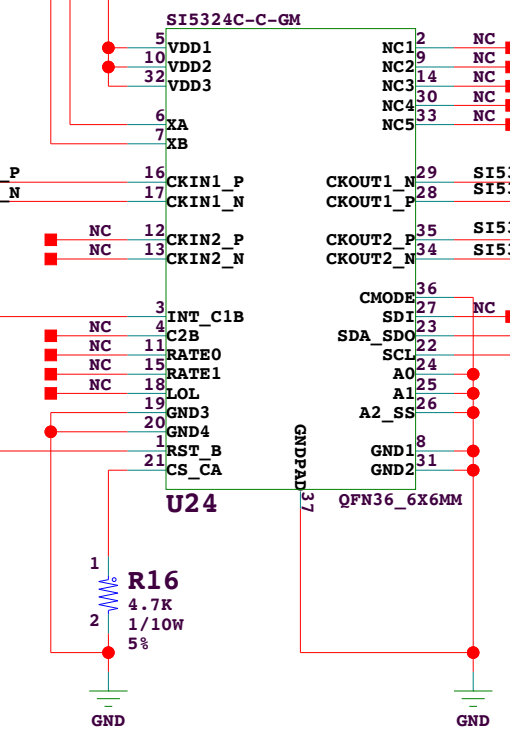 SI5324C-C-GM
5 VDD1 NC1 2 NC
10 VDD2 NC2 9 NC
32 VDD3 NC3 14 NC
NC4 30 NC
6 XA NC5 33 NC
7 XB
_P 16 CKIN1_P CKOUT1_N 29 SI53
_N 17 CKIN1_N CKOUT1_P 28 SI53
NC 12 CKIN2_P CKOUT2_P 35 SI53
NC 13 CKIN2_N CKOUT2_N 34 SI53
CMODE 36
3 INT_C1B SDI 27 NC
NC 4 C2B SDA_SDO 23
NC 11 RATE0 SCL 22
NC 15 RATE1 A0 24
NC 18 LOL A1 25
19 GND3 A2_SS 26
20 GND4
1 RST_B GND1 8
21 CS_CA GND2 31
GNDPAD 37
U24 QFN36_6X6MM
1
R16
4.7K
2 1/10W
5%
GND GND